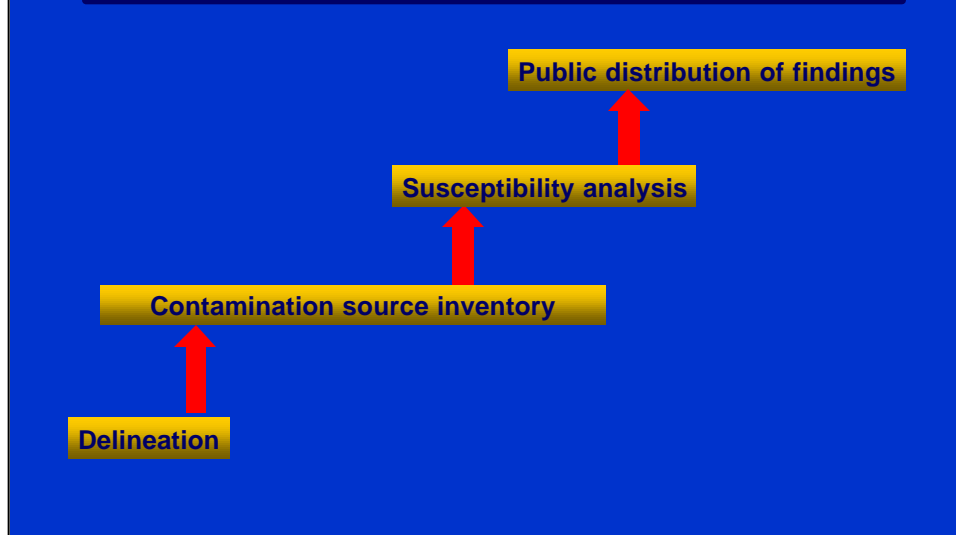 Public distribution of findings
Susceptibility analysis
Contamination source inventory
Delineation